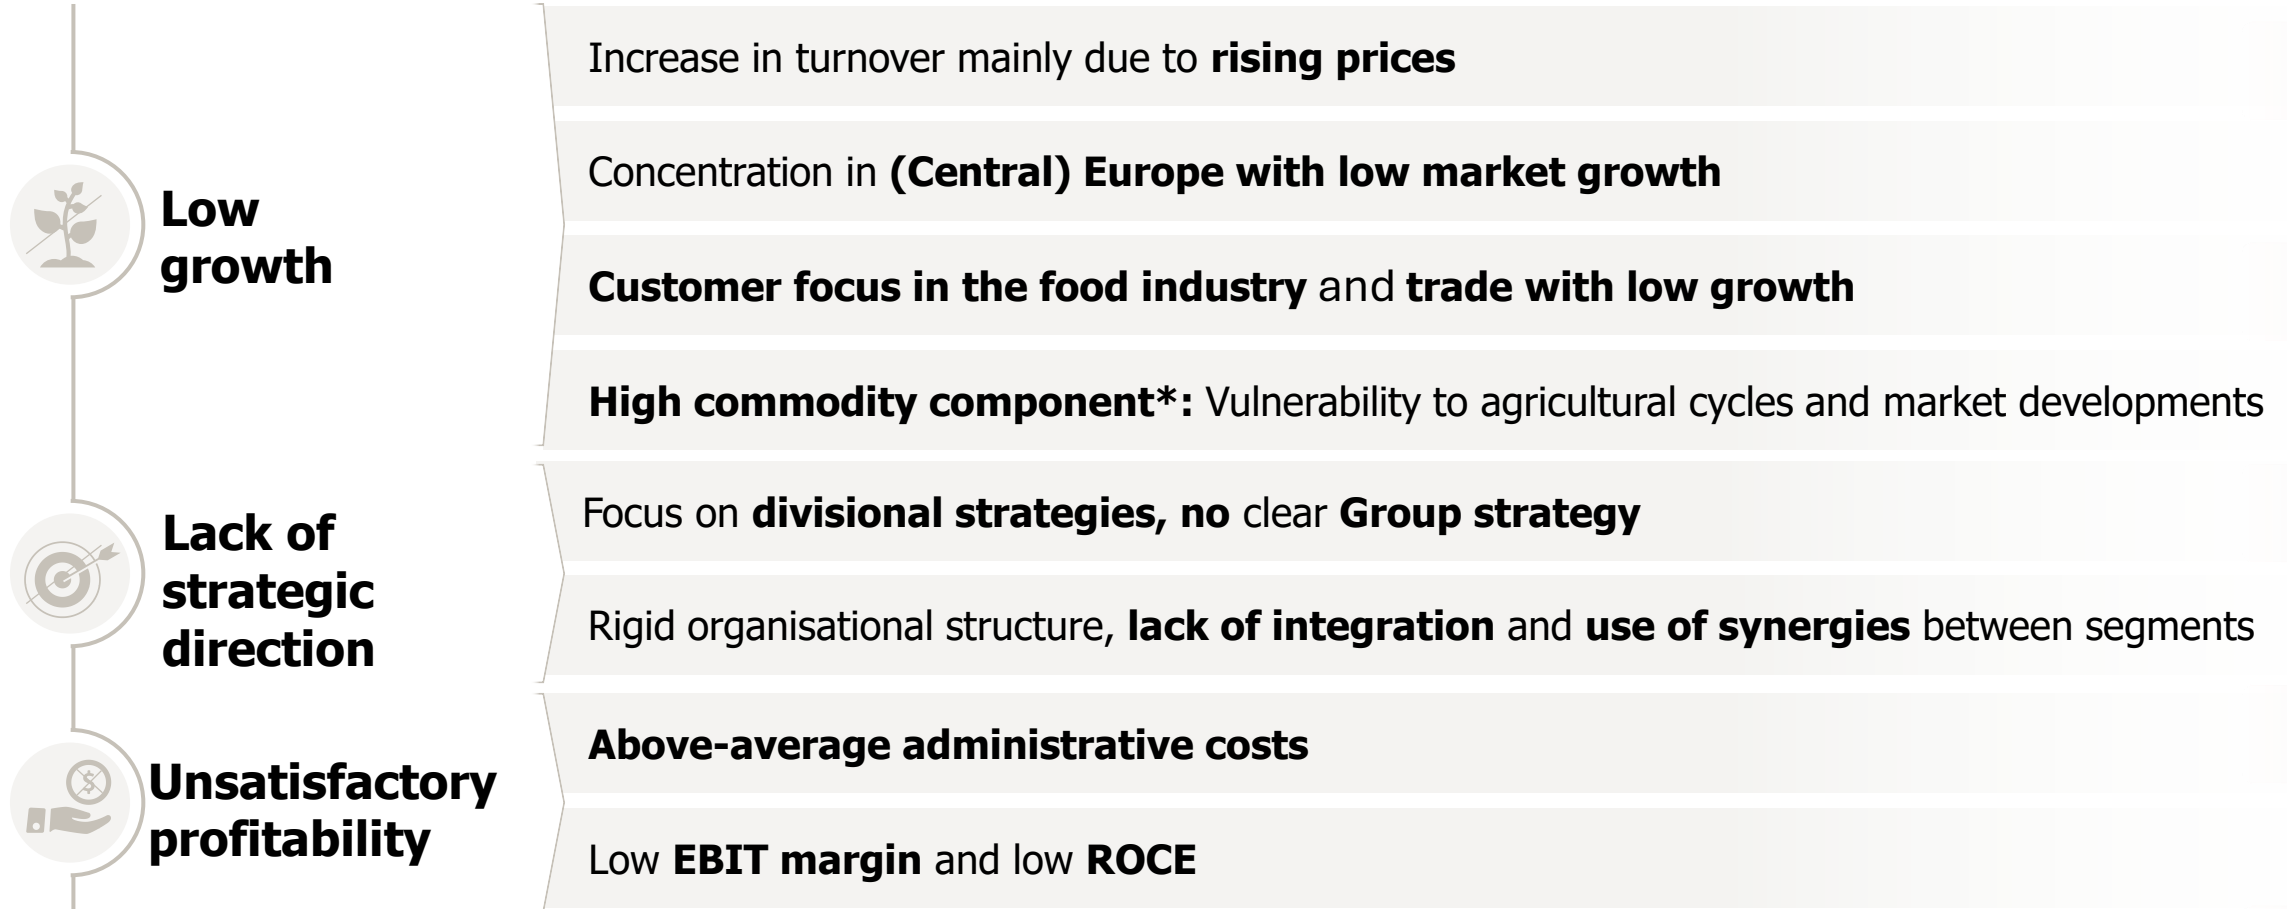 Low
growth
Increase in turnover mainly due to rising prices
Concentration in (Central) Europe with low market growth
Customer focus in the food industry and trade with low growth
High commodity component*: Vulnerability to agricultural cycles and market developments
Lack of
strategic
direction
Focus on divisional strategies, no clear Group strategy
Rigid organisational structure, lack of integration and use of synergies between segments
Unsatisfactory
profitability
Above-average administrative costs
Low EBIT margin and low ROCE
$